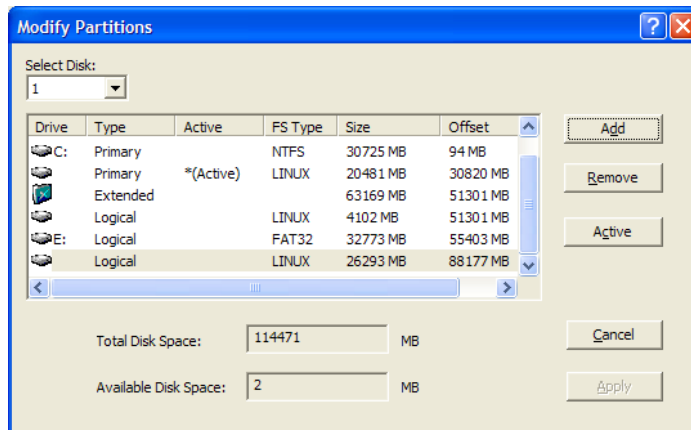 Modify Partitions
Select Disk:
1
Drive Type Active FS Type Size Offset
C: Primary NTFS 30725 MB 94 MB
Primary *(Active) LINUX 20481 MB 30820 MB
Extended 63169 MB 51301 MB
Logical LINUX 4102 MB 51301 MB
E: Logical FAT32 32773 MB 55403 MB
Logical LINUX 26293 MB 88177 MB
Add
Remove
Active
Total Disk Space: 114471 MB
Cancel
Available Disk Space: 2 MB
Apply